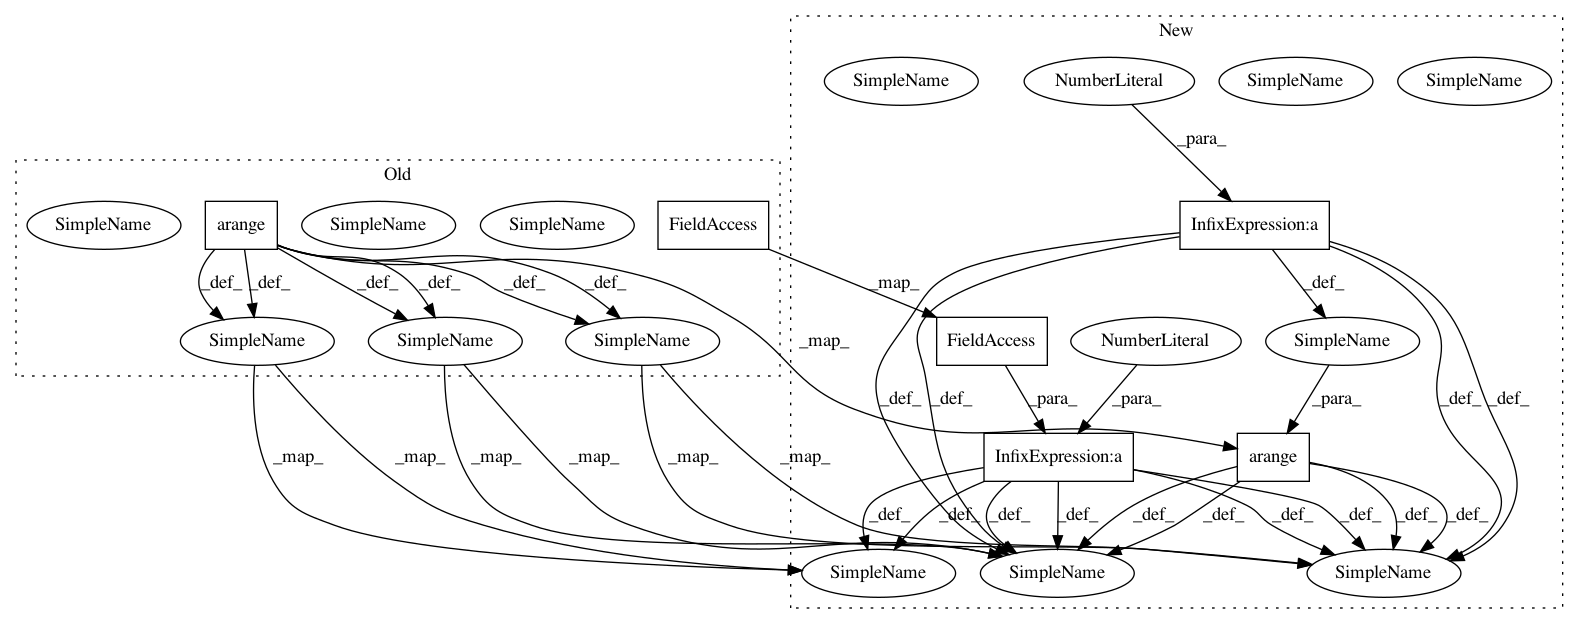 New
SimpleName
NumberLiteral
SimpleName
SimpleName
_para_
Old
SimpleName
arange
SimpleName
SimpleName
FieldAccess
InfixExpression:a
_def_
_def_
_def_
_def_
_def_
_def_
_map_
_def_
SimpleName
SimpleName
SimpleName
_map_
FieldAccess
NumberLiteral
SimpleName
_def_
_def_
_para_
_para_
_para_
_def_
_def_
_map_
_map_
_map_
_map_
_map_
_map_
InfixExpression:a
arange
_def_
_def_
_def_
_def_
_def_
_def_
_def_
_def_
_def_
_def_
SimpleName
SimpleName
SimpleName